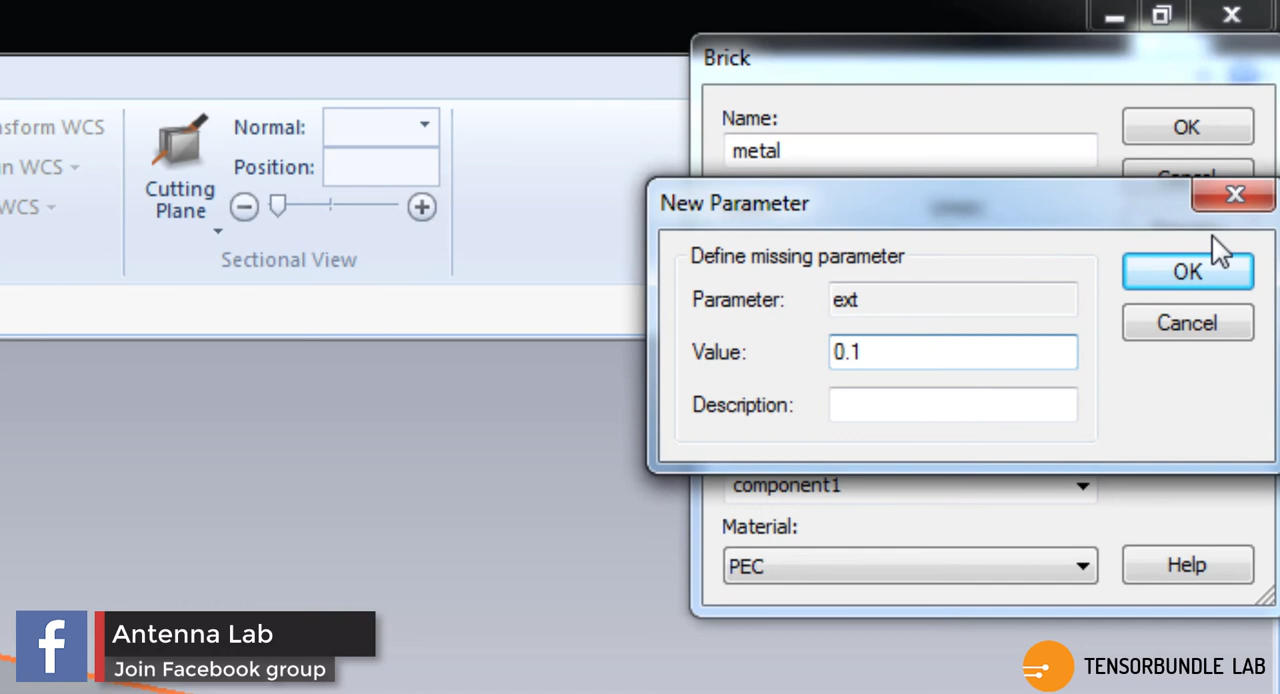 Brick
nsform WCS
Normal:
Name:
OK
n WCS
Position:
metal
Cutting
Plane
WCS
New Parameter
Sectional View
Define missing parameter
Parameter: ext
OK
Value: 0.1
Cancel
Description:
component1
Material:
PEC
Help
f
Antenna Lab
Join Facebook group
TENSORBUNDLE LAB